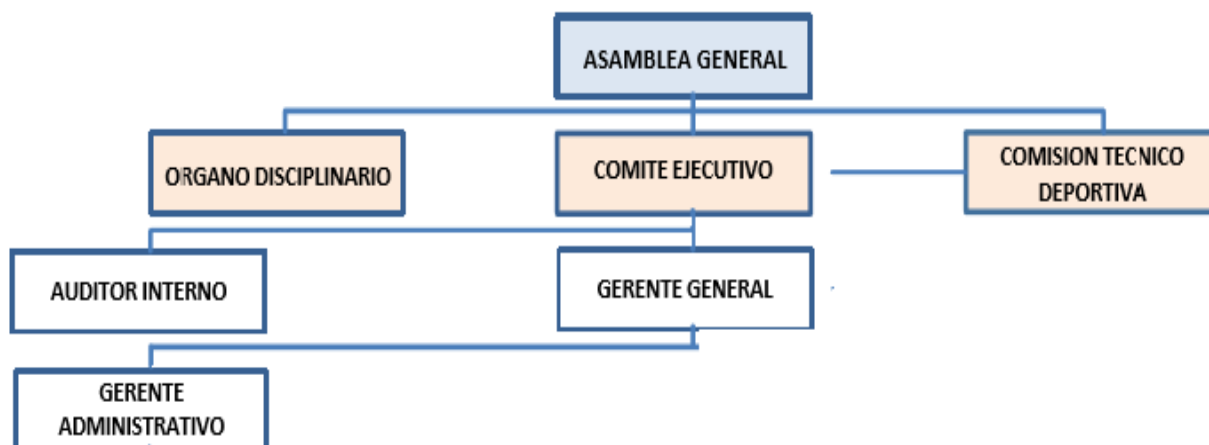 ASAMBLEA GENERAL
ORGANO DISCIPLINARIO
COMITE EJECUTIVO
COMISION TECNICO
DEPORTIVA
AUDITOR INTERNO
GERENTE GENERAL
GERENTE
ADMINISTRATIVO